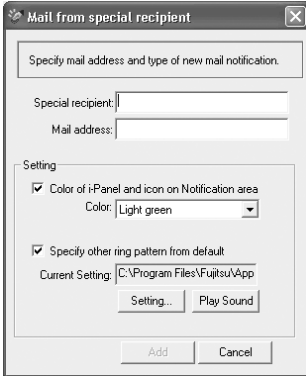 Mail from special recipient
Specify mail address and type of new mail notification.
Special recipient:
Mail address:
Setting
Color of i-Panel and icon on Notification area
Color: Light green
Specify other ring pattern from default
Current Setting: C:\Program Files\Fujitsu\App
Setting... Play Sound
Add Cancel